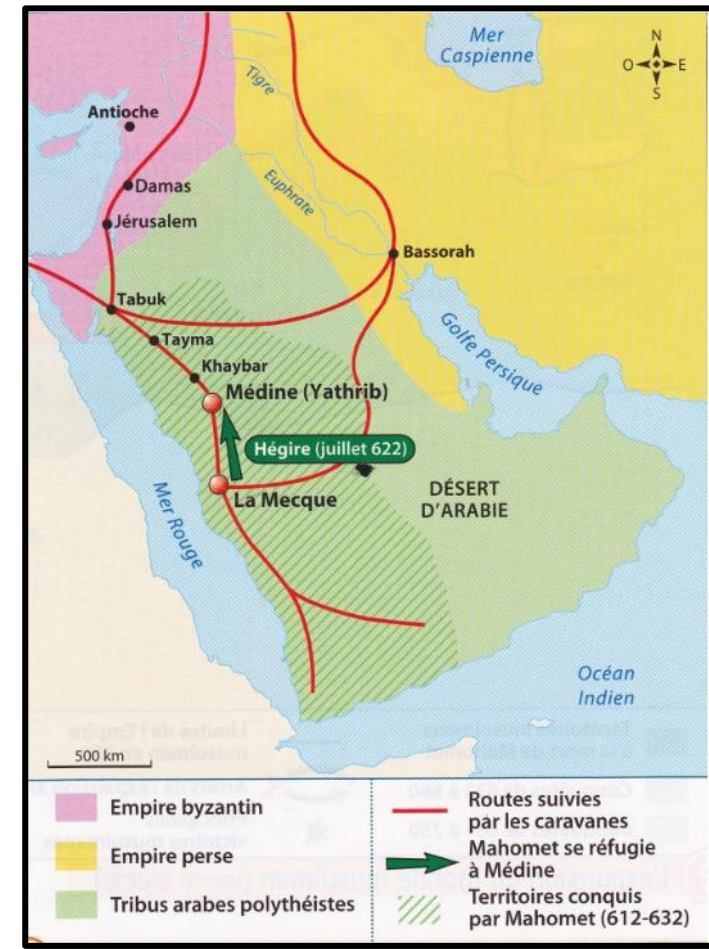 Mer
Caspienne
N
O
E
S
Tigre
Antioche
Euphrate
Damas
Jérusalem
Bassorah
Tabuk
Golfe Persique
Tayma
Khaybar
Médine (Yathrib)
Hégire (juillet 622)
La Mecque
DÉSERT
D'ARABIE
Mer Rouge
Océan
Indien
500 km
Empire byzantin
Empire perse
Tribus arabes polythéistes
Routes suivies
par les caravanes
Mahomet se réfugie
à Médine
Territoires conquis
par Mahomet (612-632)